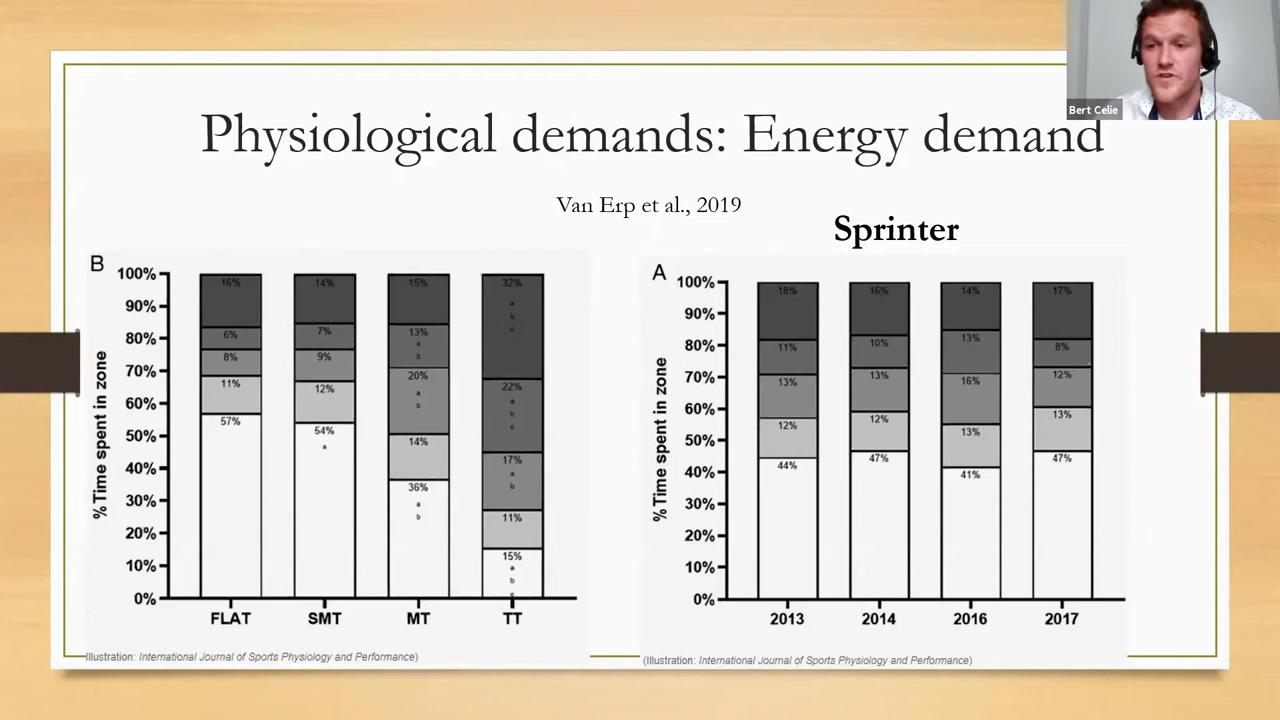 Bert Celie
Physiological demands: Energy demand
Van Erp et al., 2019
Sprinter
B
100%
90%
80%
70%
60%
50%
40%
30%
20%
10%
0%
% Time spent in zone
16%
6%
8%
11%
57%
14%
7%
9%
12%
54%
a
15%
13%
a
b
20%
a
b
14%
36%
a
b
32%
a
b
c
22%
a
b
c
17%
a
b
11%
15%
a
b
c
FLAT SMT MT TT
Illustration: International Journal of Sports Physiology and Performance)
A
100%
90%
80%
70%
60%
50%
40%
30%
20%
10%
0%
% Time spent in zone
18%
11%
13%
12%
44%
16%
10%
13%
12%
47%
14%
13%
16%
13%
41%
17%
8%
12%
13%
47%
2013 2014 2016 2017
(Illustration: International Journal of Sports Physiology and Performance)